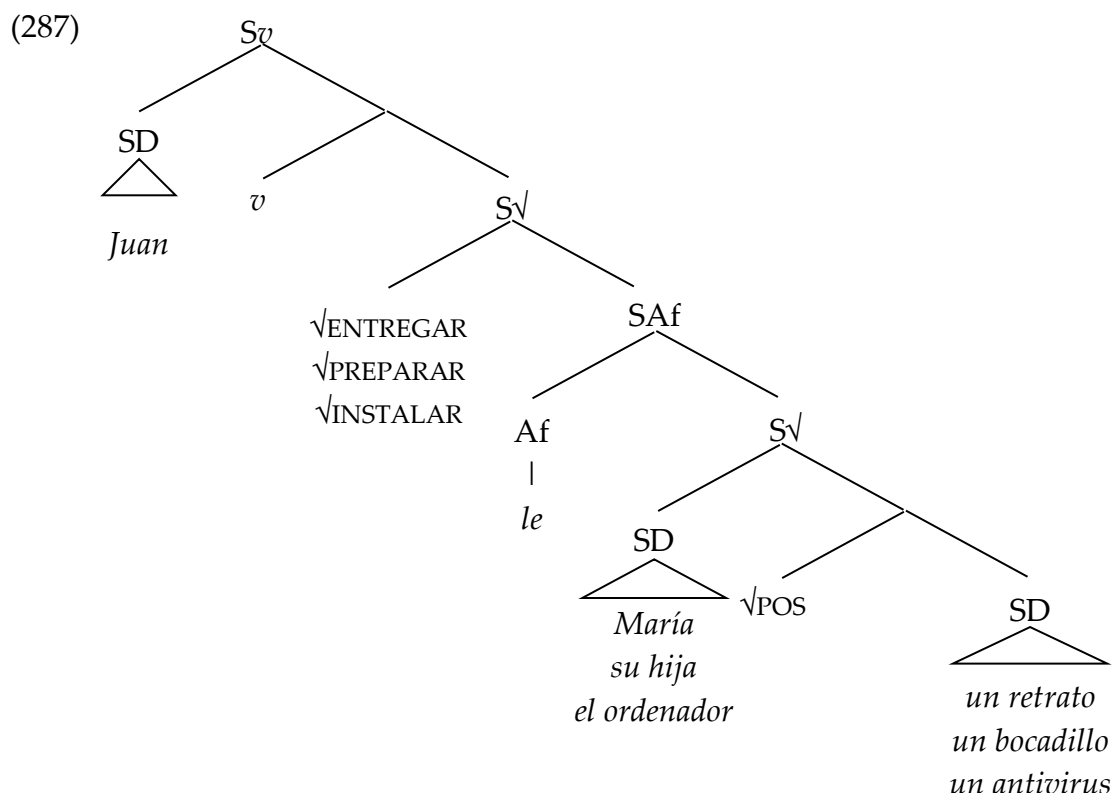 (287)
Sv
SD
v
S√
Juan
√ENTREGAR
SAf
√PREPARAR
√INSTALAR
Af
S√
|
le
SD
√POS
SD
María
su hija
el ordenador
un retrato
un bocadillo
un antivirus